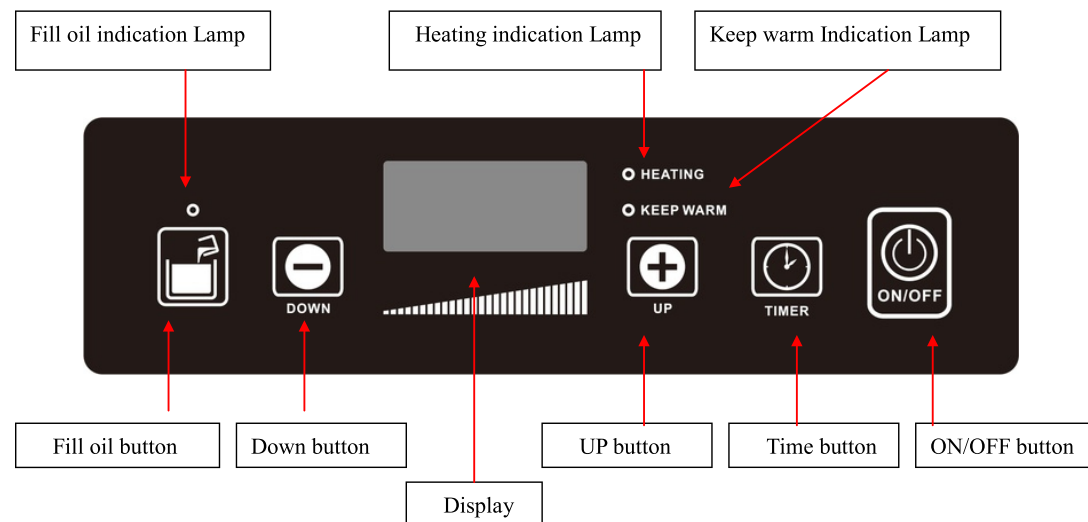 Fill oil indication Lamp
Heating indication Lamp
Keep warm Indication Lamp
HEATING
KEEP WARM
DOWN
UP
TIMER
ON/OFF
Fill oil button
Down button
UP button
Time button
ON/OFF button
Display